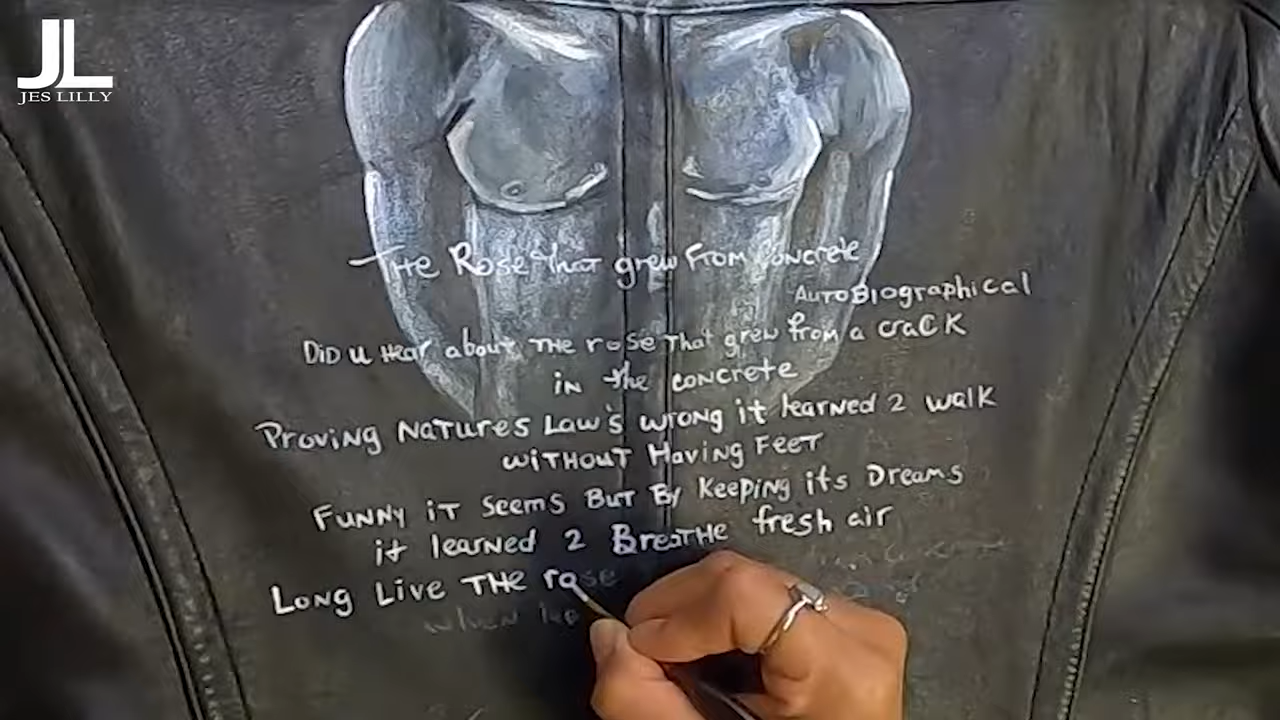 JL
JES LILLY
THE Rose that grew From Concrete
AutoBiographical
DiD u Hear about THE rose That grew from a craCK
in the concrete
Proving NaTures Law's wrong it learned 2 walk
wiTHouT Having FeeT
FuNNy iT Seems But By Keeping its Dreams
it learned 2 BreaTHe fresh air
Long Live THe rose
when